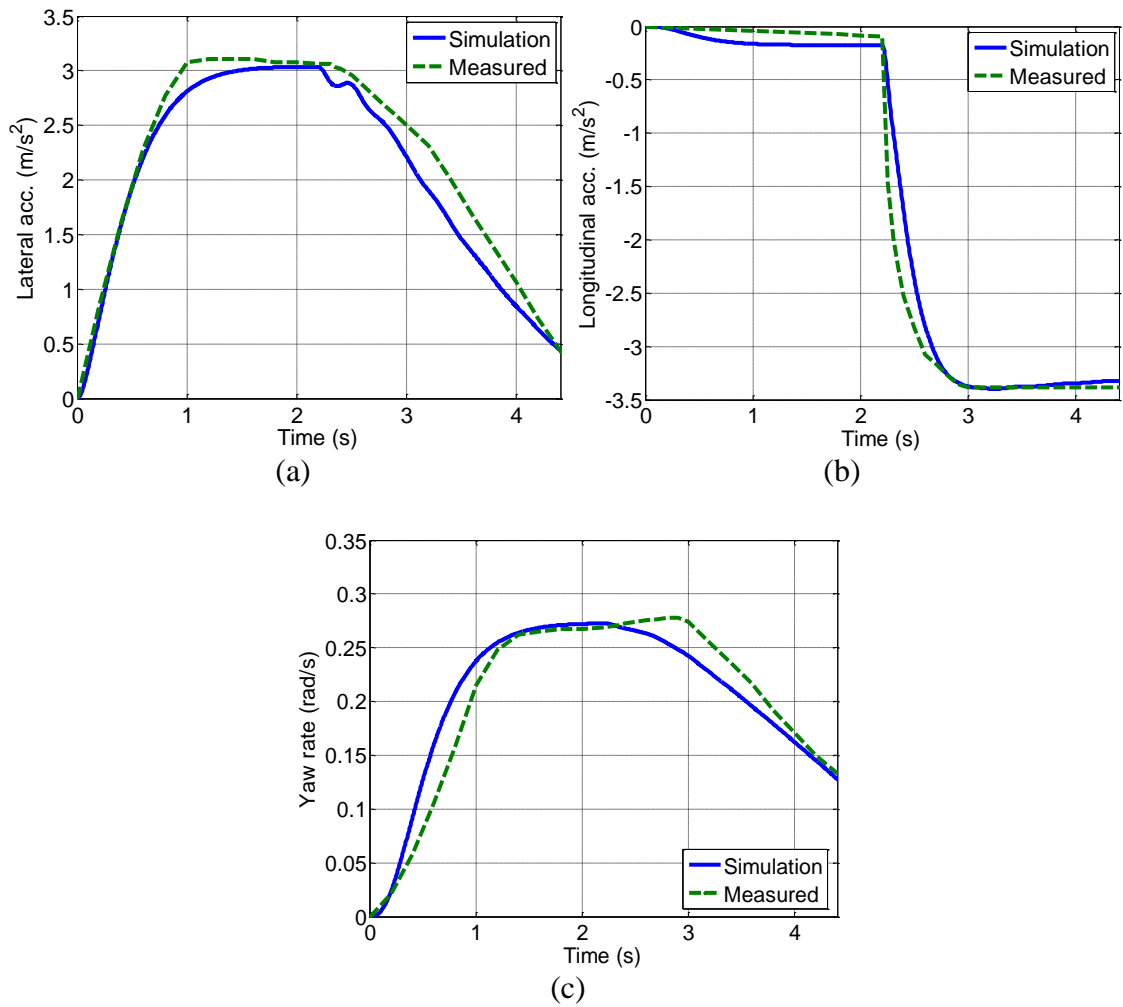 3.5
3
2.5
2
1.5
1
0.5
0
0 1 2 3 4
Lateral acc. (m/s²)
Time (s)
Simulation
Measured
(a)
0
-0.5
-1
-1.5
-2
-2.5
-3
-3.5
0 1 2 3 4
Longitudinal acc. (m/s²)
Time (s)
Simulation
Measured
(b)
0.35
0.3
0.25
0.2
0.15
0.1
0.05
0
0 1 2 3 4
Yaw rate (rad/s)
Time (s)
Simulation
Measured
(c)